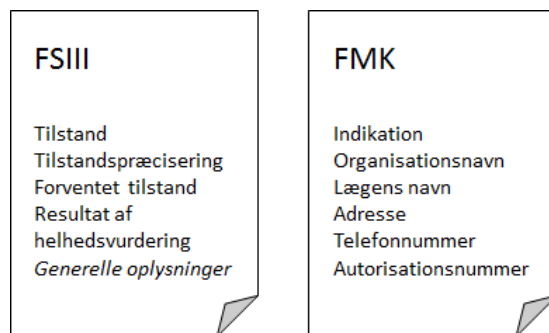 FSIII
Tilstand
Tilstandspræcisering
Forventet tilstand
Resultat af
helhedsvurdering
Generelle oplysninger
FMK
Indikation
Organisationsnavn
Lægens navn
Adresse
Telefonnummer
Autorisationsnummer